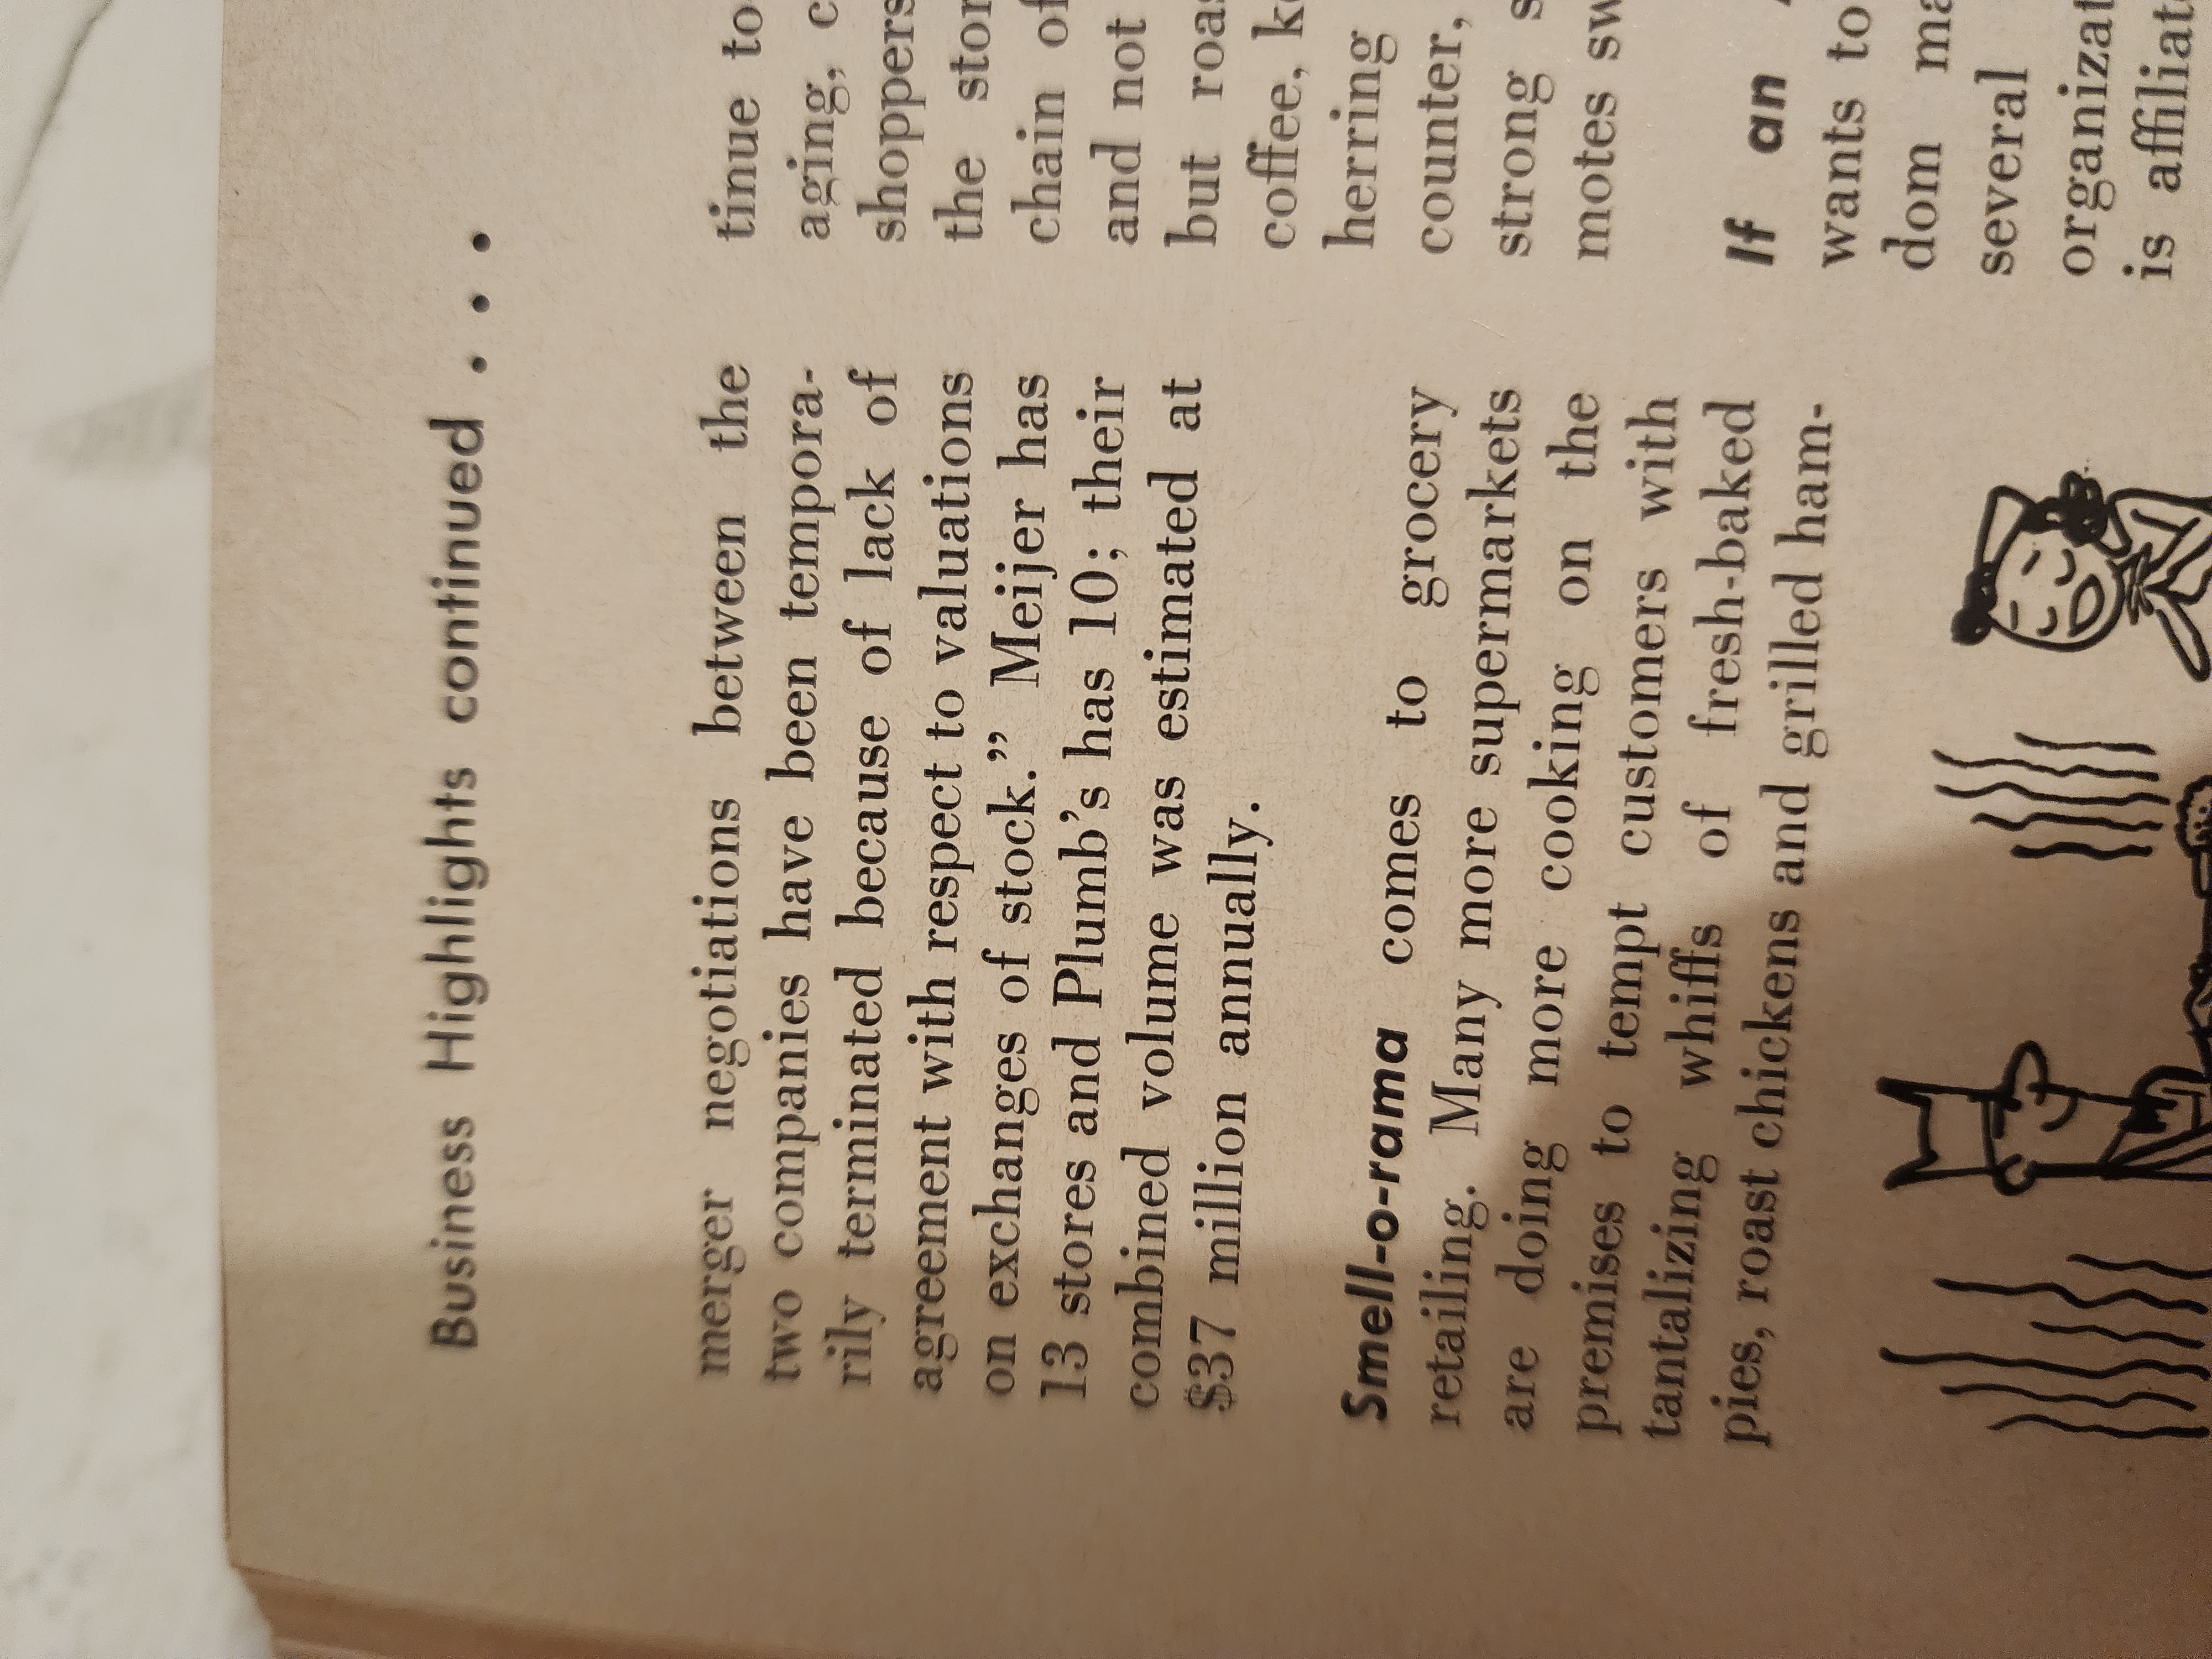 Business Highlights continued . . .
merger negotiations between the
two companies have been tempora-
rily terminated because of lack of
agreement with respect to valuations
on exchanges of stock.” Meijer has
13 stores and Plumb’s has 10; their
combined volume was estimated at
$37 million annually.
Smell-o-rama comes to grocery
retailing. Many more supermarkets
are doing more cooking on the
premises to tempt customers with
tantalizing whiffs of fresh-baked
pies, roast chickens and grilled ham-
tinue to
aging,
shoppers
the
chain of
and not
but
coffee,
herring
counter,
strong
motes
If an
wants to
dom
several
is